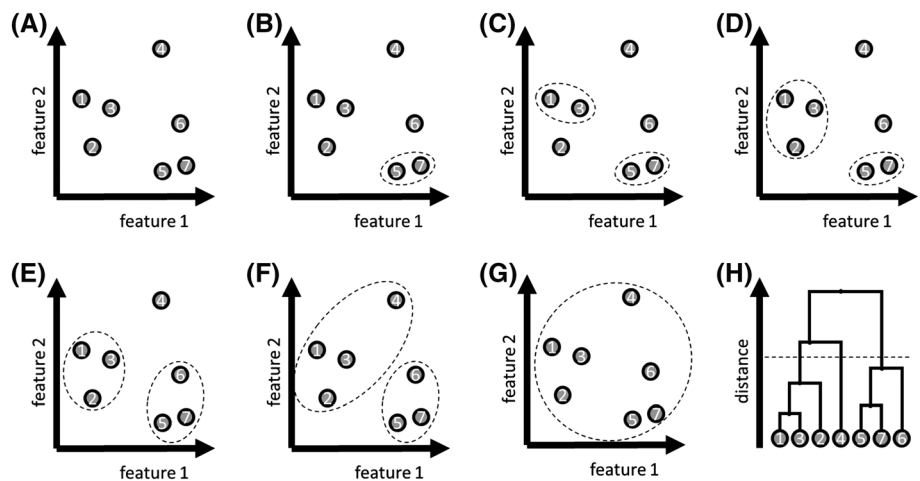 (A) (B) (C) (D)
4 4 4 4
1 3 1 3 1 3 1 3
6 6 6 6
2 2 2 2
5 7 5 7 5 7 5 7
feature 2 feature 2 feature 2 feature 2
feature 1 feature 1 feature 1 feature 1
(E) (F) (G) (H)
4 4 4
1 3 1 3 1 3
6 6 6
2 2 2
5 7 5 7 5 7
1 3 2 4 5 7 6
feature 2 feature 2 feature 2 distance
feature 1 feature 1 feature 1